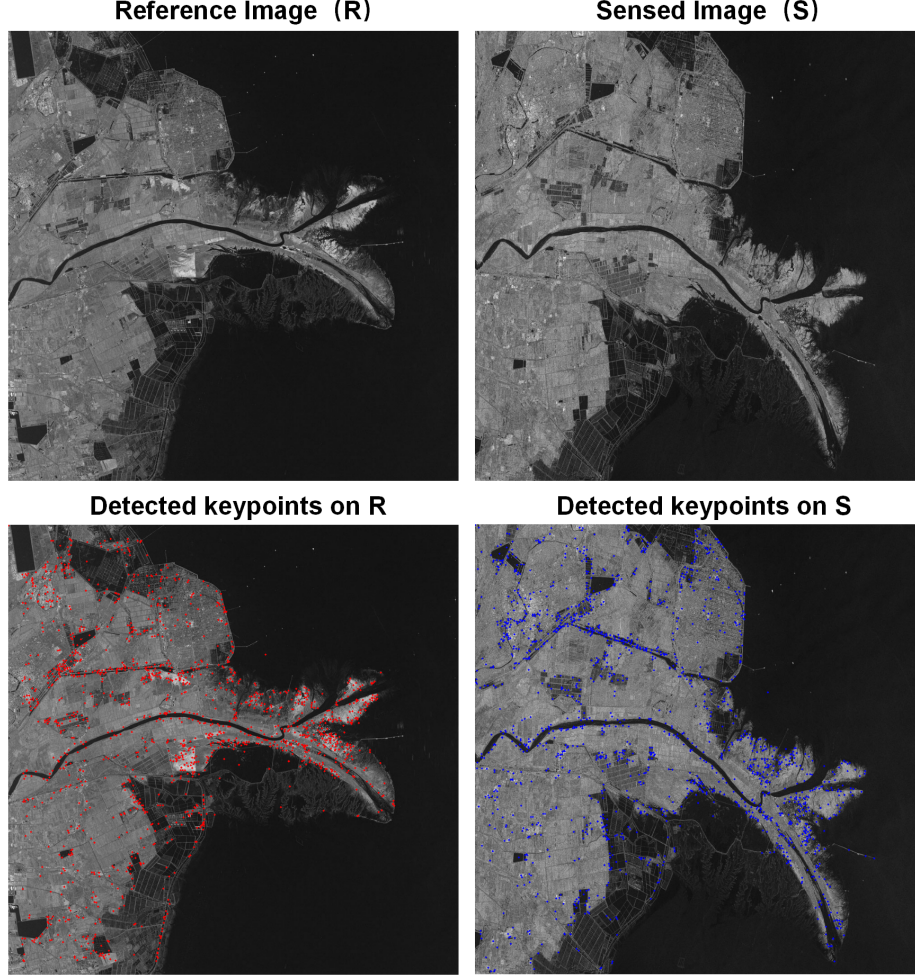 Reference Image（R）
Sensed Image（S）
Detected keypoints on R
Detected keypoints on S